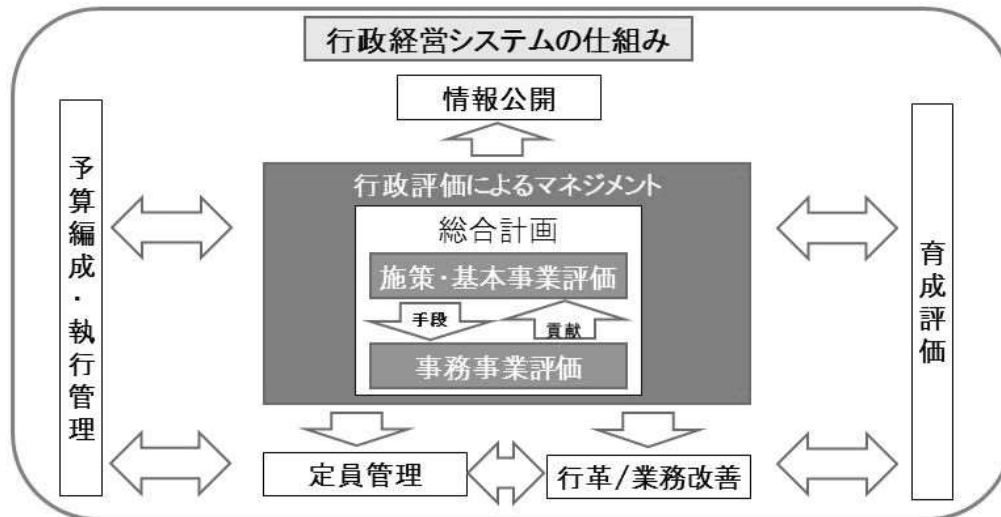 行政経営システムの仕組み
情報公開
予算編成・執行管理
行政評価によるマネジメント
総合計画
施策・基本事業評価
手段
貢献
事務事業評価
育成評価
定員管理
行革/業務改善